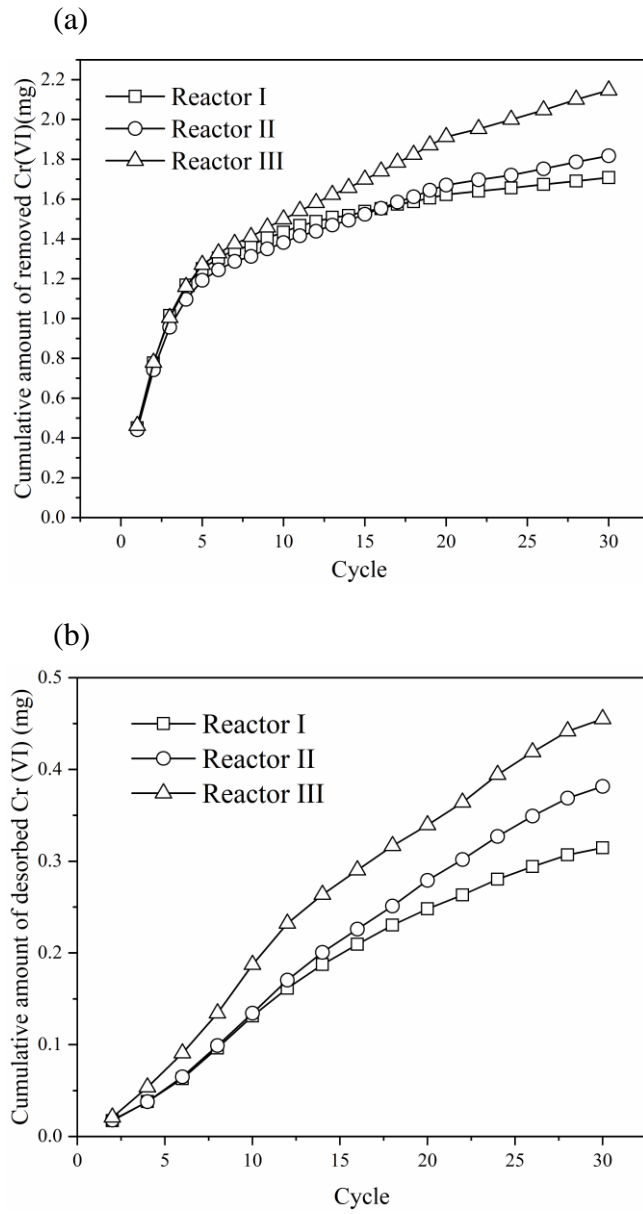 (a)
Cumulative amount of removed Cr(VI)(mg)
2.2
2.0
1.8
1.6
1.4
1.2
1.0
0.8
0.6
0.4
0.2
0.0
Reactor I
Reactor II
Reactor III
0 5 10 15 20 25 30
Cycle
(b)
Cumulative amount of desorbed Cr (VI) (mg)
0.5
0.4
0.3
0.2
0.1
0.0
Reactor I
Reactor II
Reactor III
0 5 10 15 20 25 30
Cycle